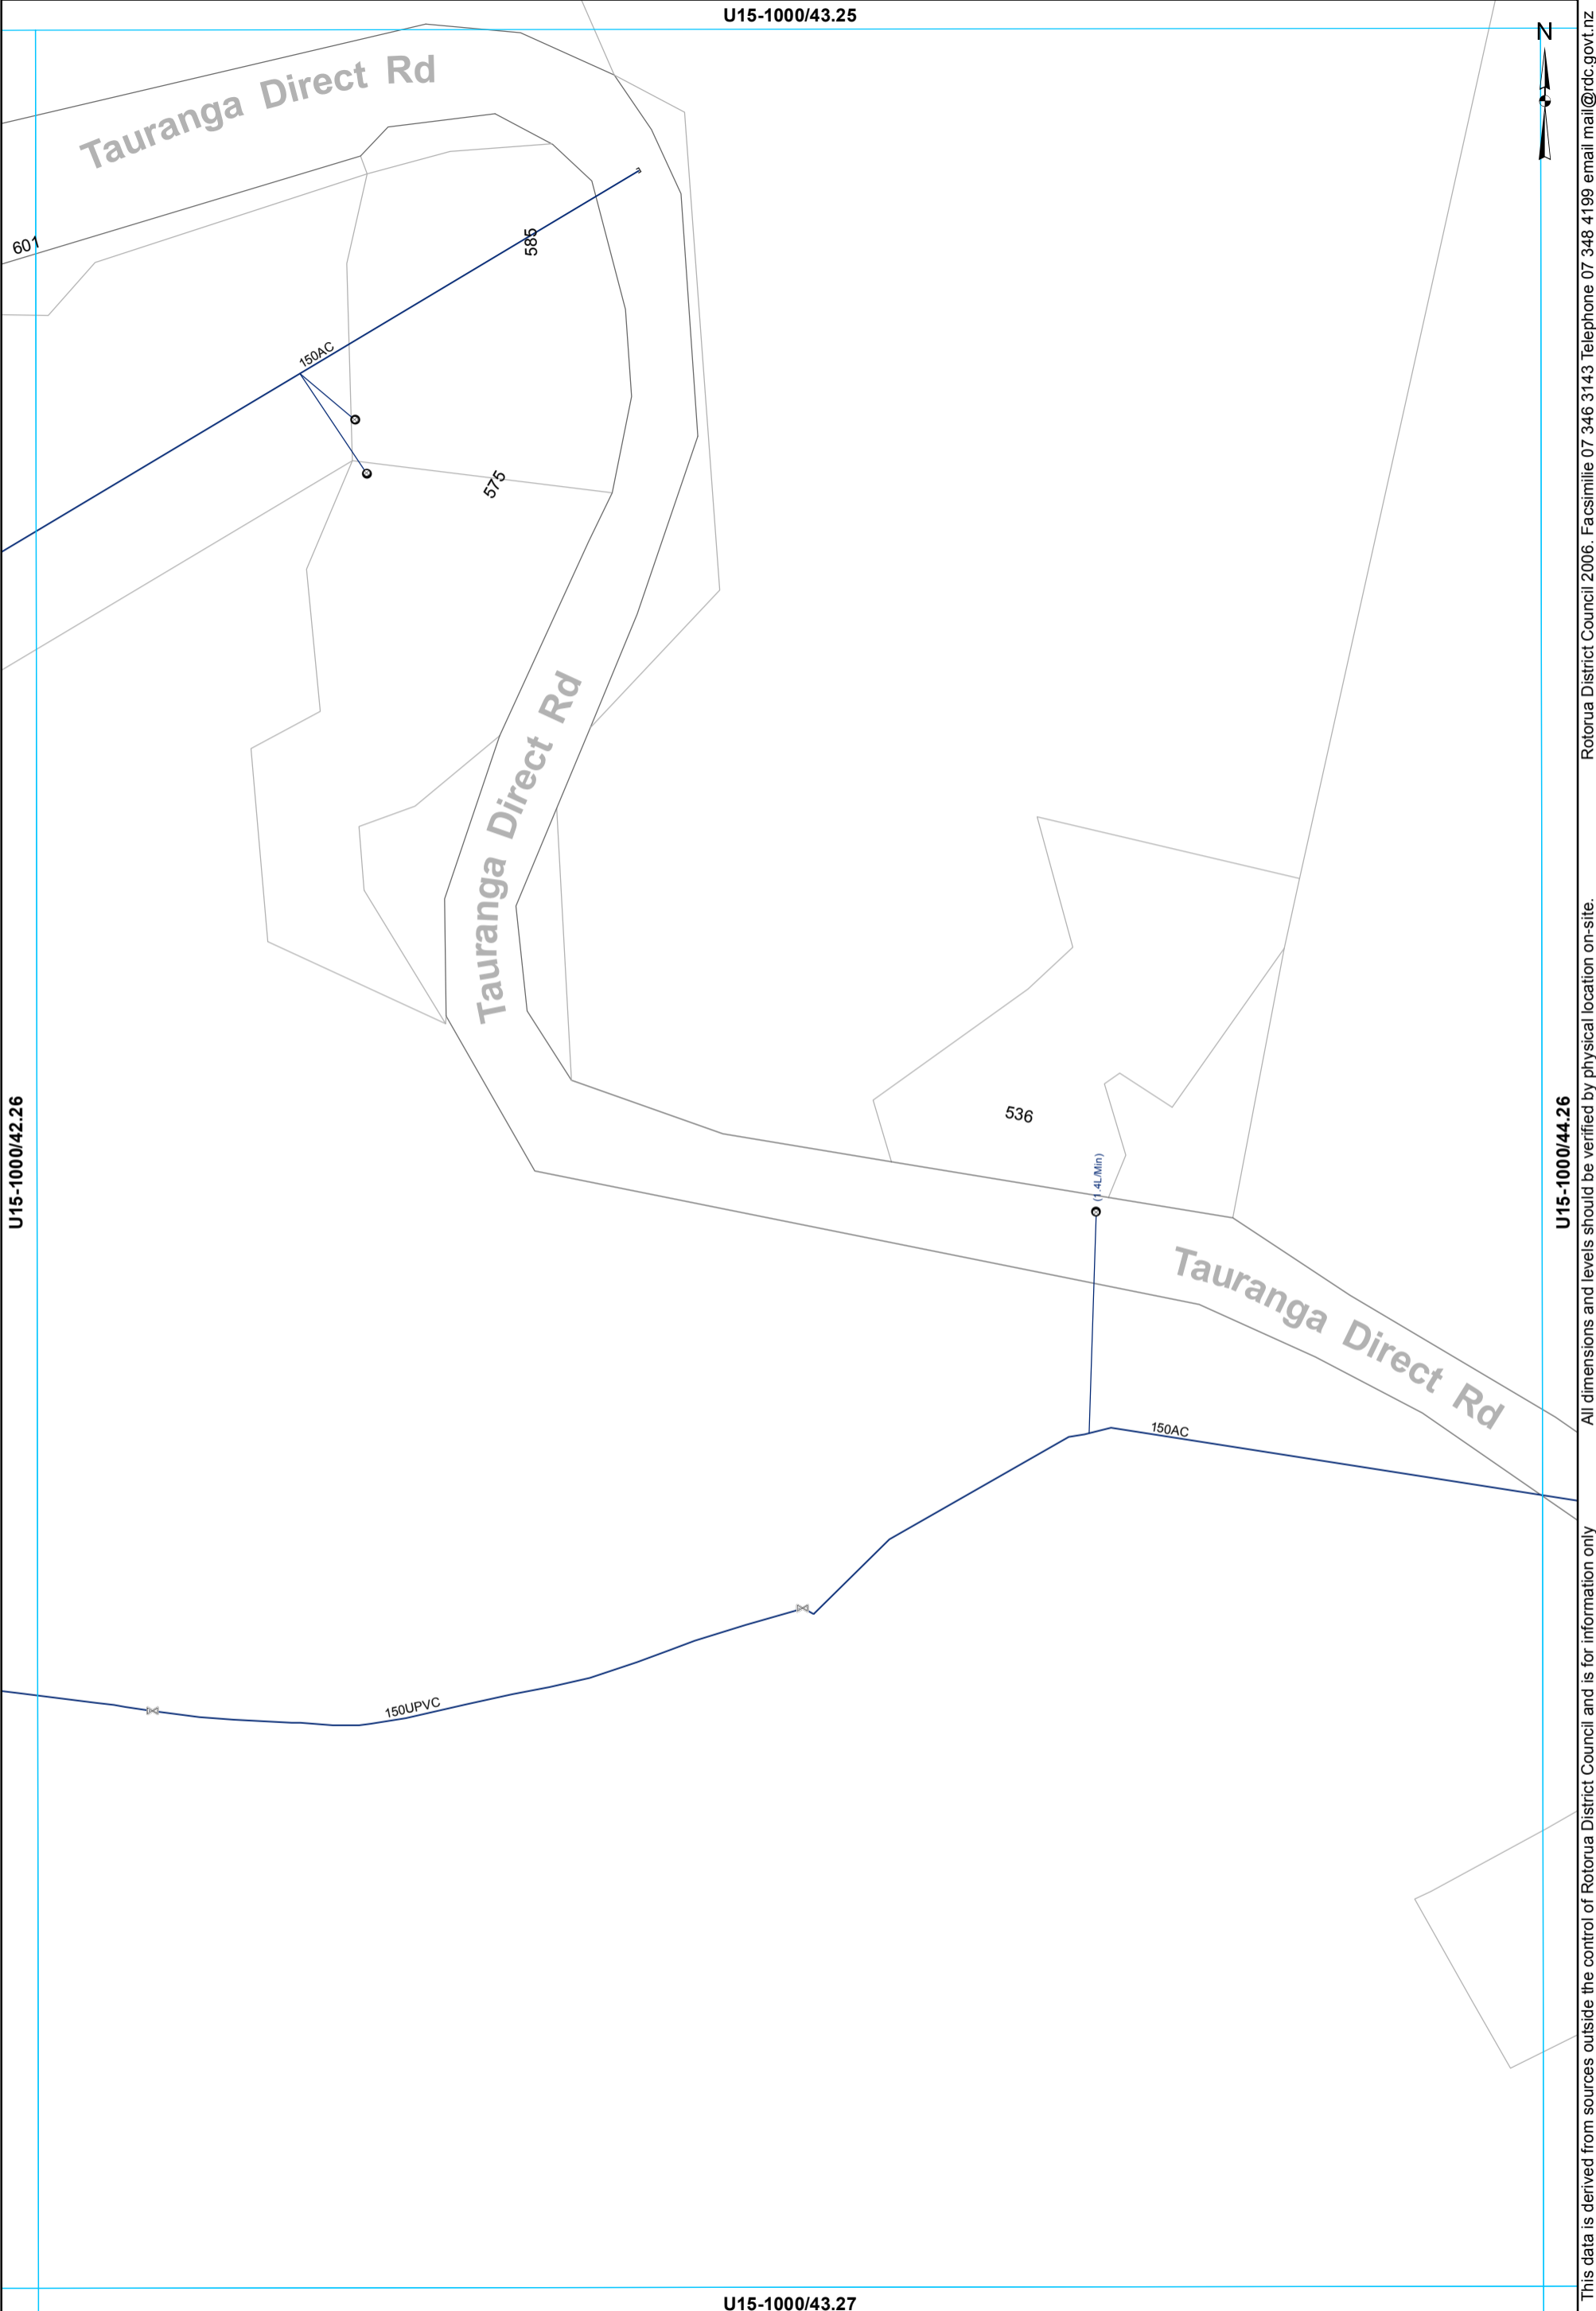 U15-1000/43.25
N
Tauranga Direct Rd
601
585
150AC
575
Tauranga Direct Rd
U15-1000/42.26
U15-1000/44.26
536
(1.4L/Min)
Tauranga Direct Rd
150AC
150UPVC
U15-1000/43.27
This data is derived from sources outside the control of Rotorua District Council and is for information only
All dimensions and levels should be verified by physical location on-site.
Rotorua District Council 2006. Facsimilie 07 346 3143 Telephone 07 348 4199 email mail@rdc.govt.nz